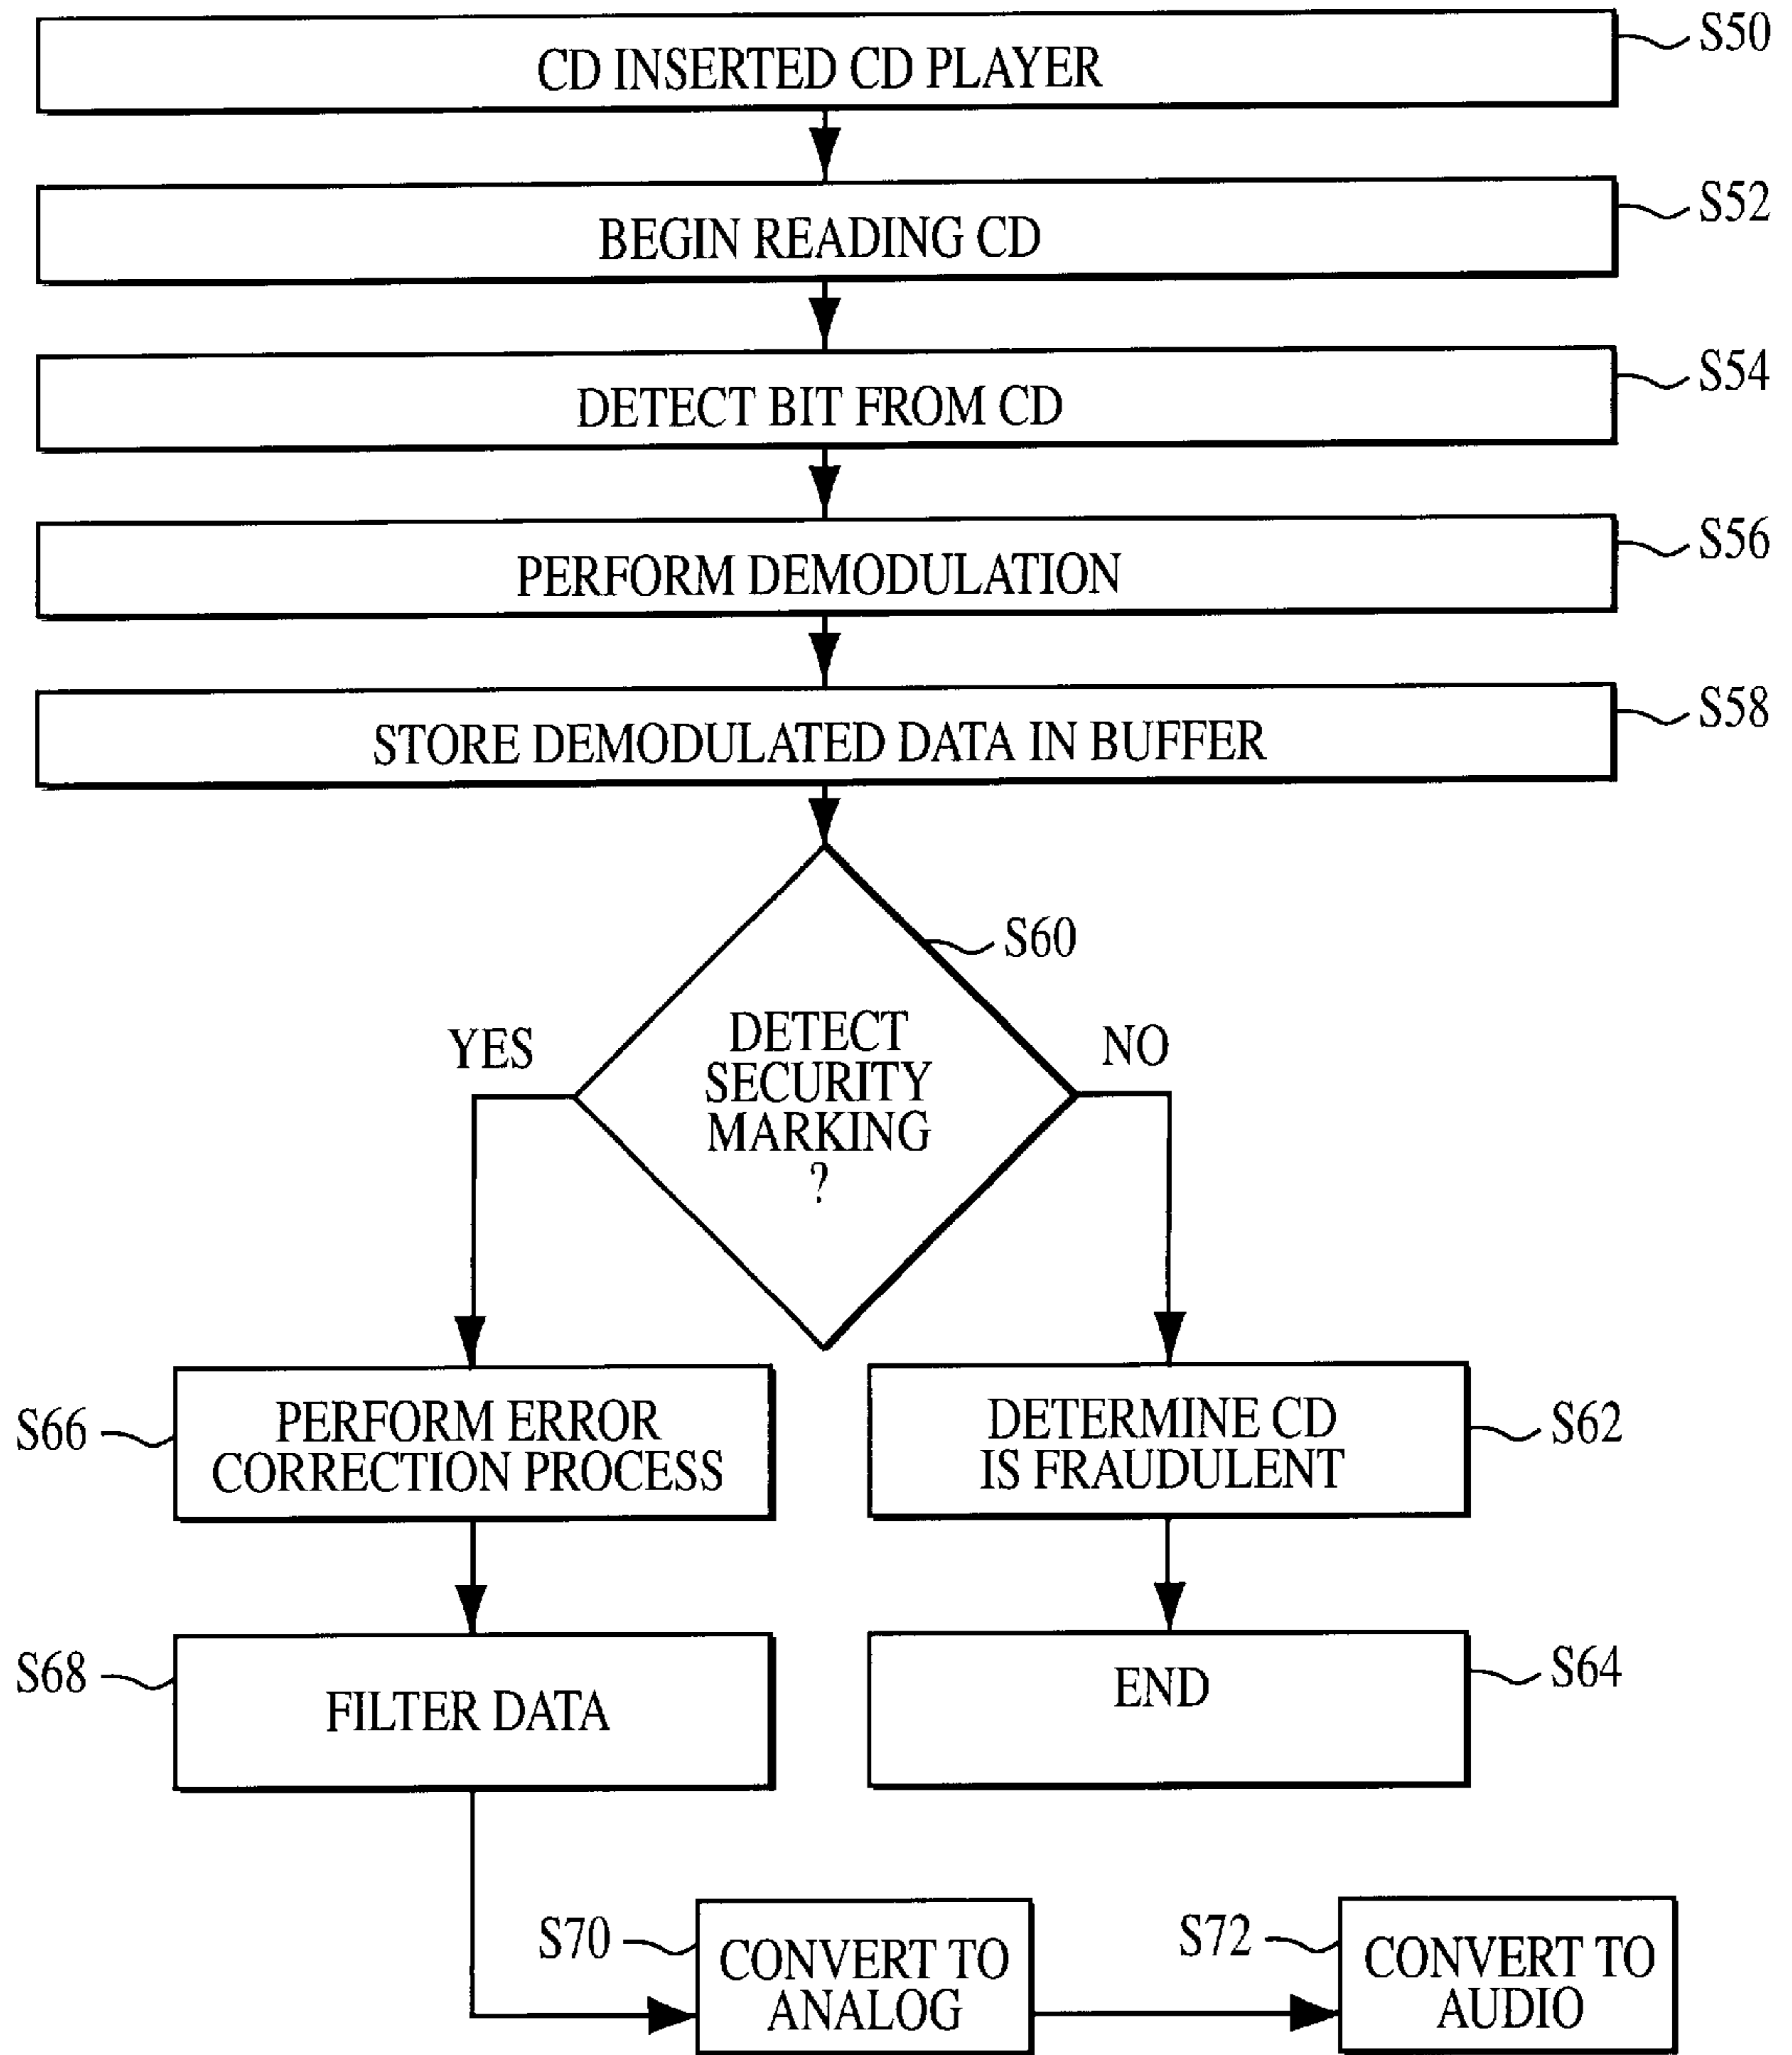 CD INSERTED CD PLAYER
S50
BEGIN READING CD
S52
DETECT BIT FROM CD
S54
PERFORM DEMODULATION
S56
STORE DEMODULATED DATA IN BUFFER
S58
S60
YES
DETECT
SECURITY
MARKING
?
NO
S66
PERFORM ERROR
CORRECTION PROCESS
DETERMINE CD
IS FRAUDULENT
S62
S68
FILTER DATA
END
S64
S70
CONVERT TO
ANALOG
S72
CONVERT TO
AUDIO